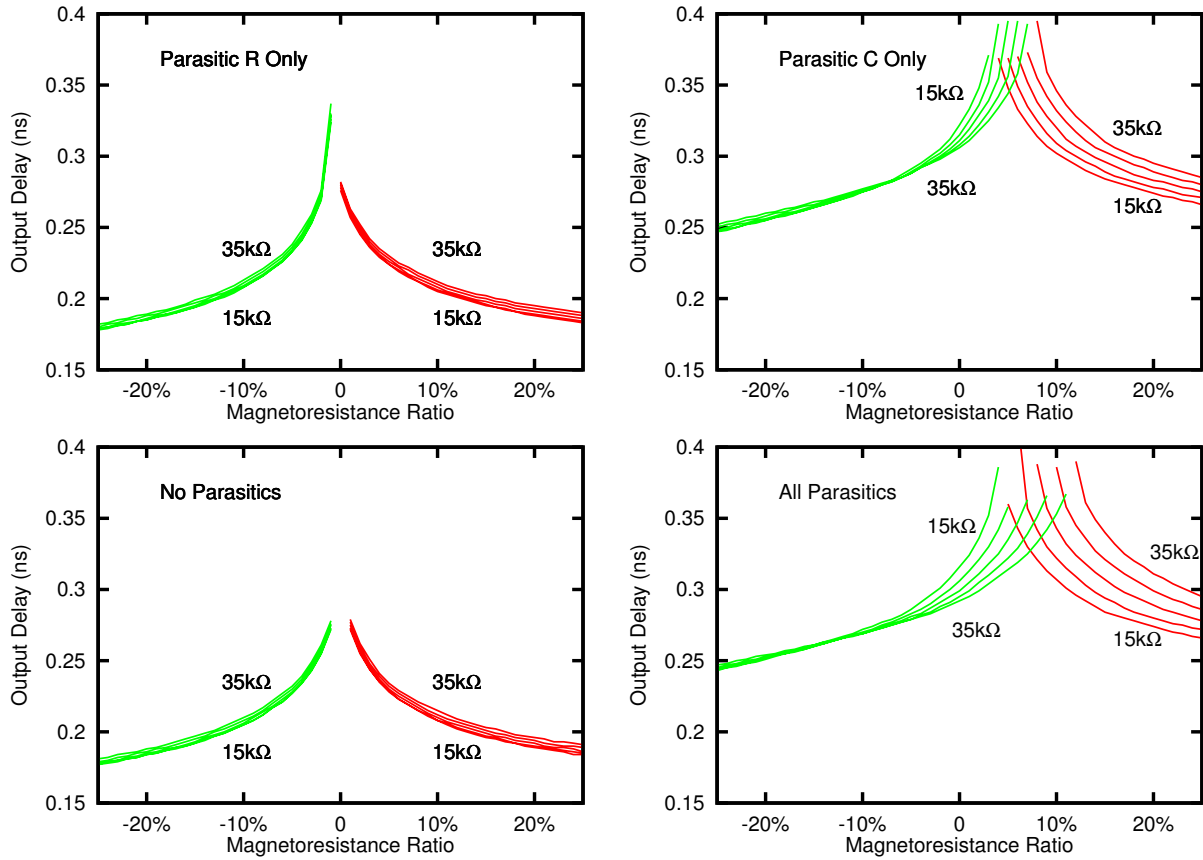 0.4
0.35
0.3
0.25
0.2
0.15
Output Delay (ns)
Parasitic R Only
35kΩ
15kΩ
35kΩ
15kΩ
-20%
-10%
0
10%
20%
Magnetoresistance Ratio
0.4
0.35
0.3
0.25
0.2
0.15
Output Delay (ns)
Parasitic C Only
15kΩ
35kΩ
35kΩ
15kΩ
-20%
-10%
0
10%
20%
Magnetoresistance Ratio
0.4
0.35
0.3
0.25
0.2
0.15
Output Delay (ns)
No Parasitics
35kΩ
15kΩ
35kΩ
15kΩ
-20%
-10%
0
10%
20%
Magnetoresistance Ratio
0.4
0.35
0.3
0.25
0.2
0.15
Output Delay (ns)
All Parasitics
15kΩ
35kΩ
35kΩ
15kΩ
-20%
-10%
0
10%
20%
Magnetoresistance Ratio